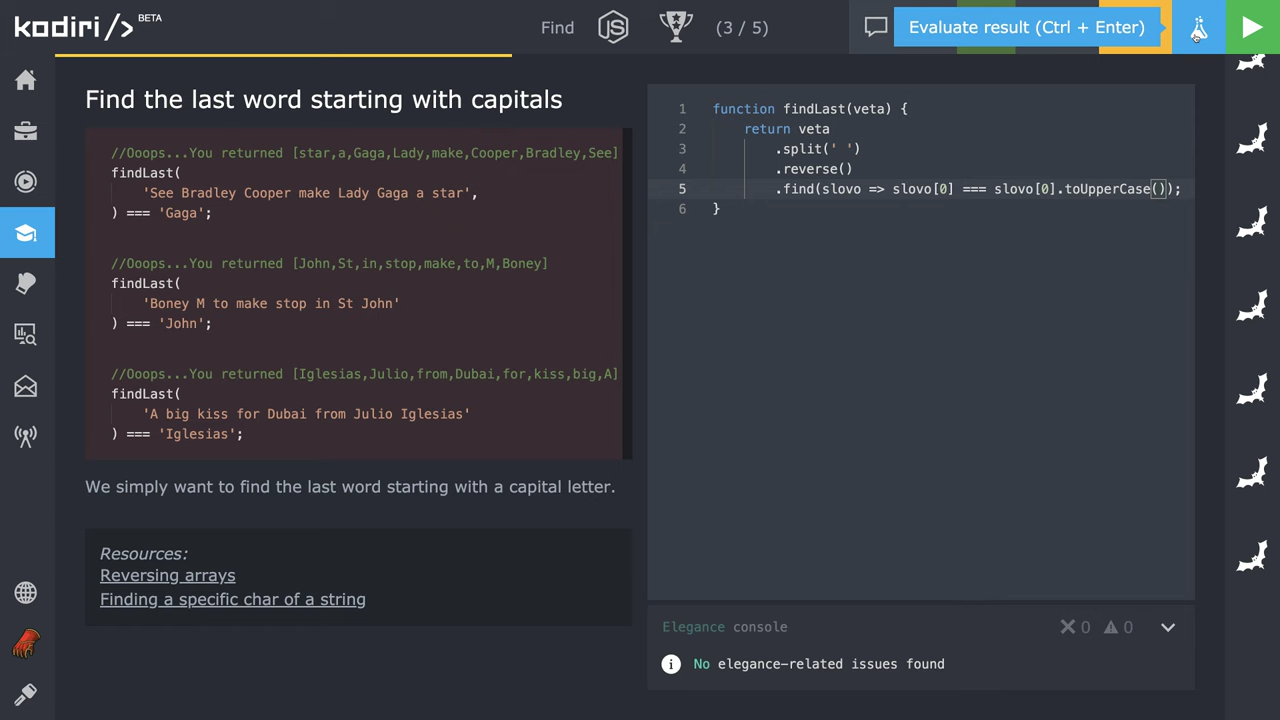 kodiri/> BETA
Find
JS
(3 / 5)
Evaluate result (Ctrl + Enter)
Find the last word starting with capitals
//Ooops...You returned [star,a,Gaga,Lady,make,Cooper,Bradley,See]
findLast(
'See Bradley Cooper make Lady Gaga a star',
) === 'Gaga';
//Ooops...You returned [John,St,in,stop,make,to,M,Boney]
findLast(
'Boney M to make stop in St John'
) === 'John';
//Ooops...You returned [Iglesias,Julio,from,Dubai,for,kiss,big,A]
findLast(
'A big kiss for Dubai from Julio Iglesias'
) === 'Iglesias';
We simply want to find the last word starting with a capital letter.
Resources:
Reversing arrays
Finding a specific char of a string
1 function findLast(veta) {
2 return veta
3 .split(' ')
4 .reverse()
5 .find(slovo => slovo[0] === slovo[0].toUpperCase());
6 }
Elegance console
0 0
No elegance-related issues found